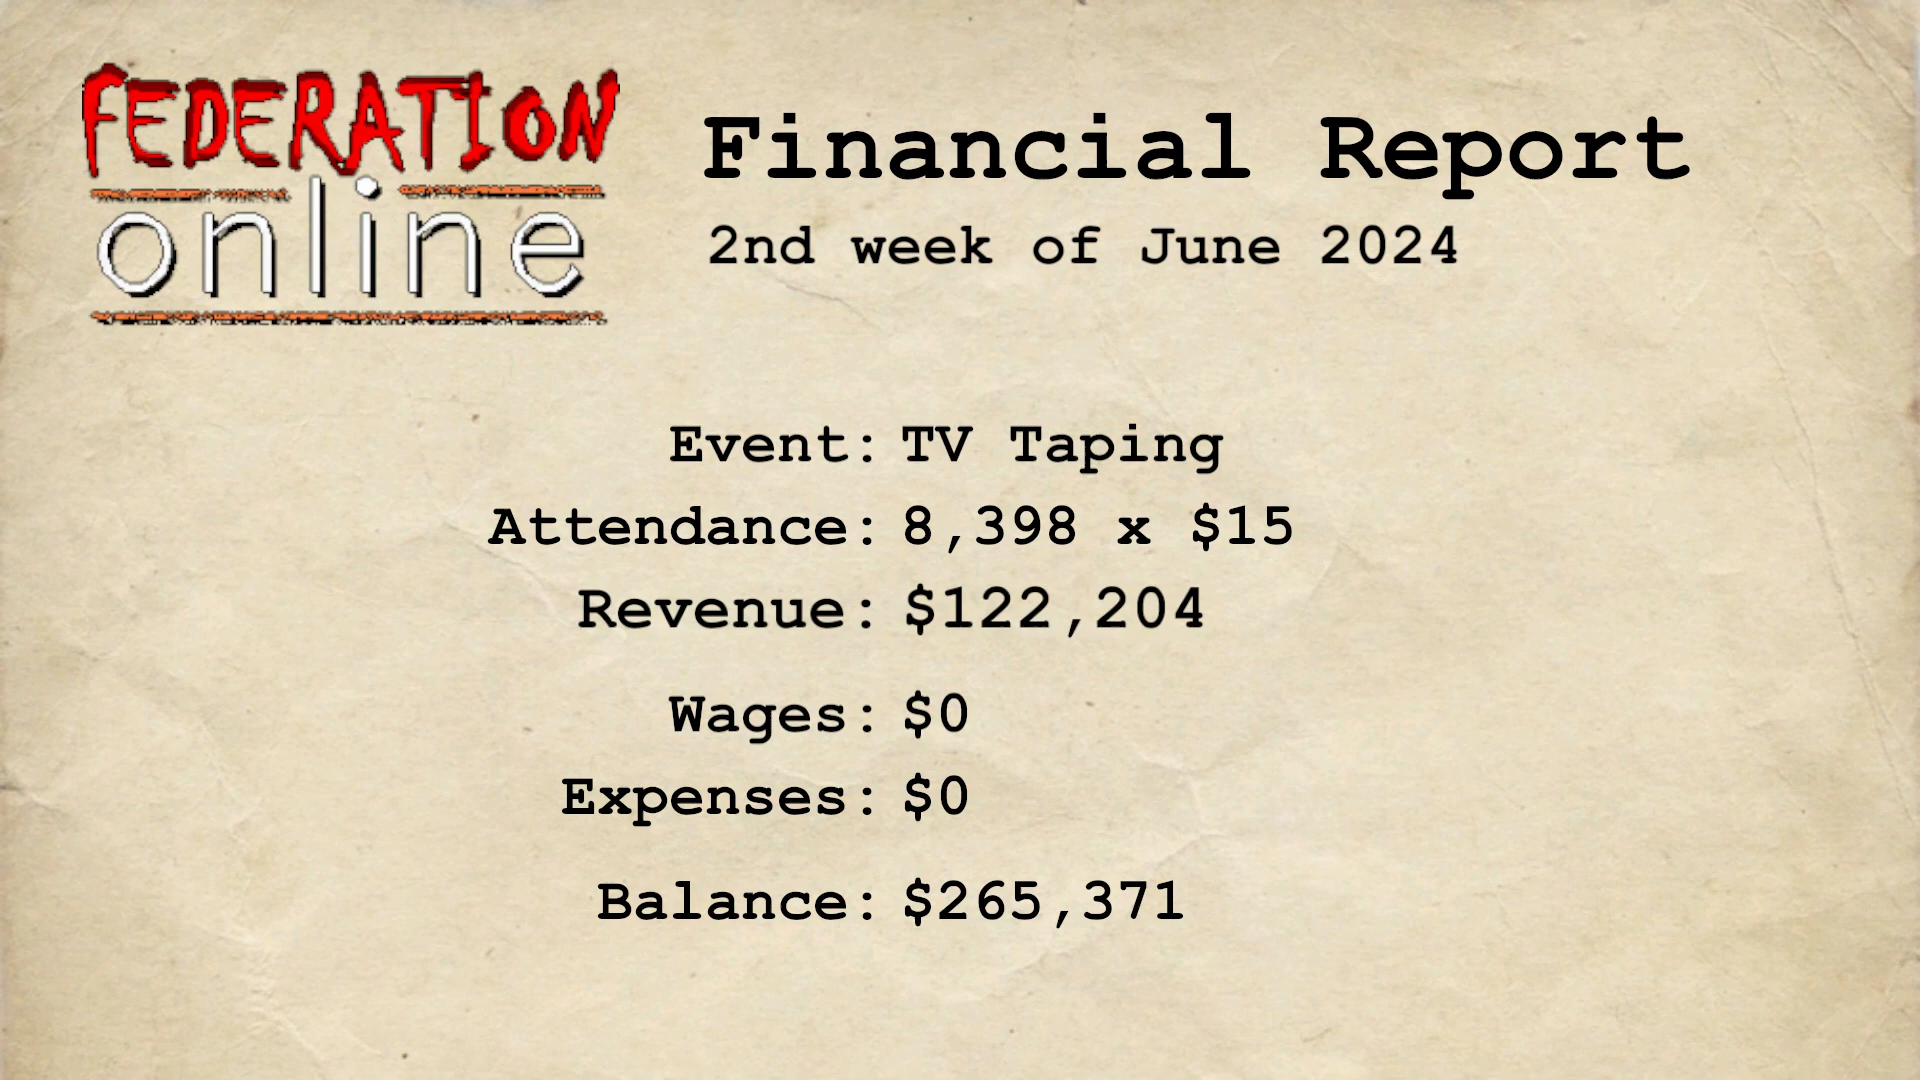 FEDERATION
online
Financial Report
2nd week of June 2024
Event: TV Taping
Attendance: 8,398 x $15
Revenue: $122,204
Wages: $0
Expenses: $0
Balance: $265,371